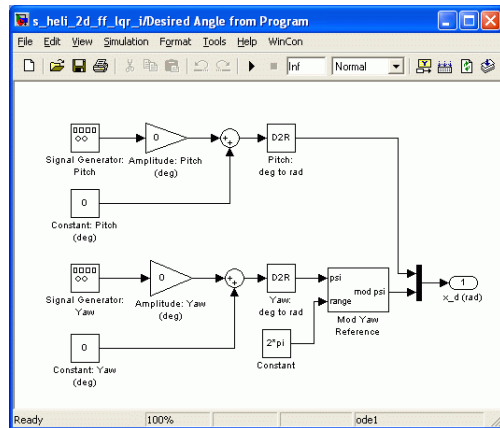 s_heli_2d_ff_lqr_i/Desired Angle from Program
File Edit View Simulation Format Tools Help WinCon
Inf Normal
0 D2R
Signal Generator: Pitch
Amplitude: Pitch (deg)
Pitch: deg to rad
0
Constant: Pitch (deg)
0 D2R
Signal Generator: Yaw
Amplitude: Yaw (deg)
Yaw: deg to rad
psi
range
mod psi
Mod Yaw Reference
1
x_d (rad)
0
Constant: Yaw (deg)
2*pi
Constant
Ready 100% ode1